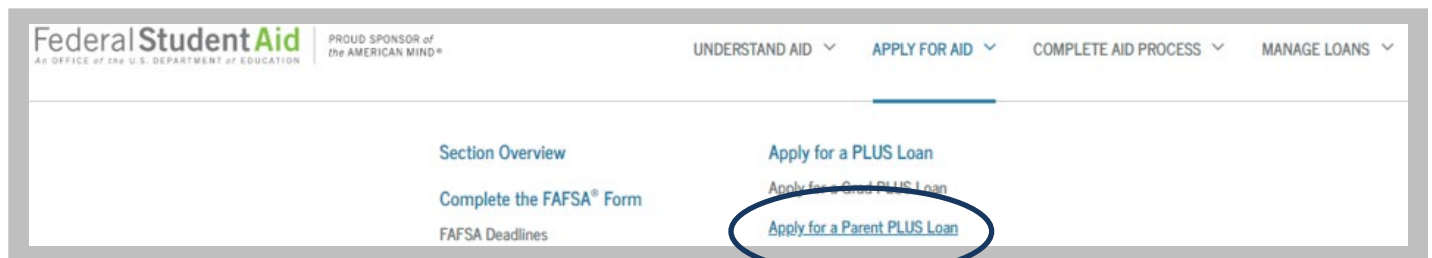 Federal Student Aid
An OFFICE of the U.S. DEPARTMENT of EDUCATION
PROUD SPONSOR of
the AMERICAN MIND®
UNDERSTAND AID
APPLY FOR AID
COMPLETE AID PROCESS
MANAGE LOANS
Section Overview
Complete the FAFSA® Form
FAFSA Deadlines
Apply for a PLUS Loan
Apply for a Grad PLUS Loan
Apply for a Parent PLUS Loan